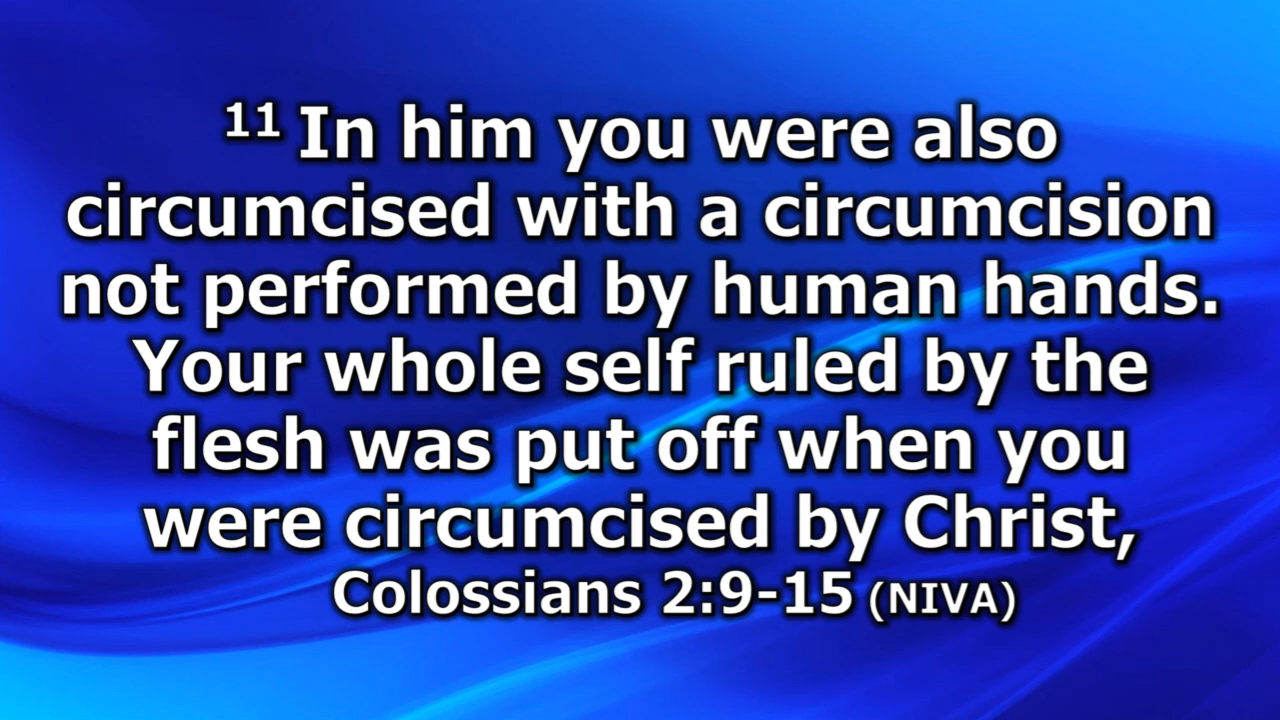 11 In him you were also
circumcised with a circumcision
not performed by human hands.
Your whole self ruled by the
flesh was put off when you
were circumcised by Christ,
Colossians 2:9-15 (NIVA)